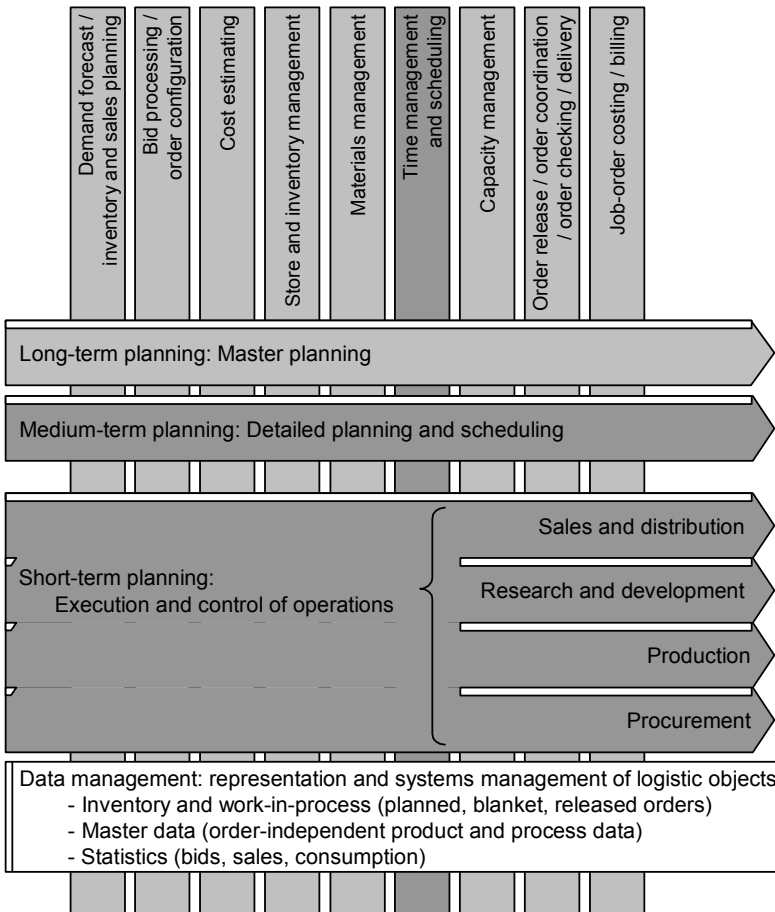 Demand forecast /
inventory and sales planning
Bid processing /
order configuration
Cost estimating
Store and inventory management
Materials management
Time management
and scheduling
Capacity management
Order release / order coordination
/ order checking / delivery
Job-order costing / billing
Long-term planning: Master planning
Medium-term planning: Detailed planning and scheduling
Sales and distribution
Short-term planning:
Execution and control of operations
Research and development
Production
Procurement
Data management: representation and systems management of logistic objects
- Inventory and work-in-process (planned, blanket, released orders)
- Master data (order-independent product and process data)
- Statistics (bids, sales, consumption)